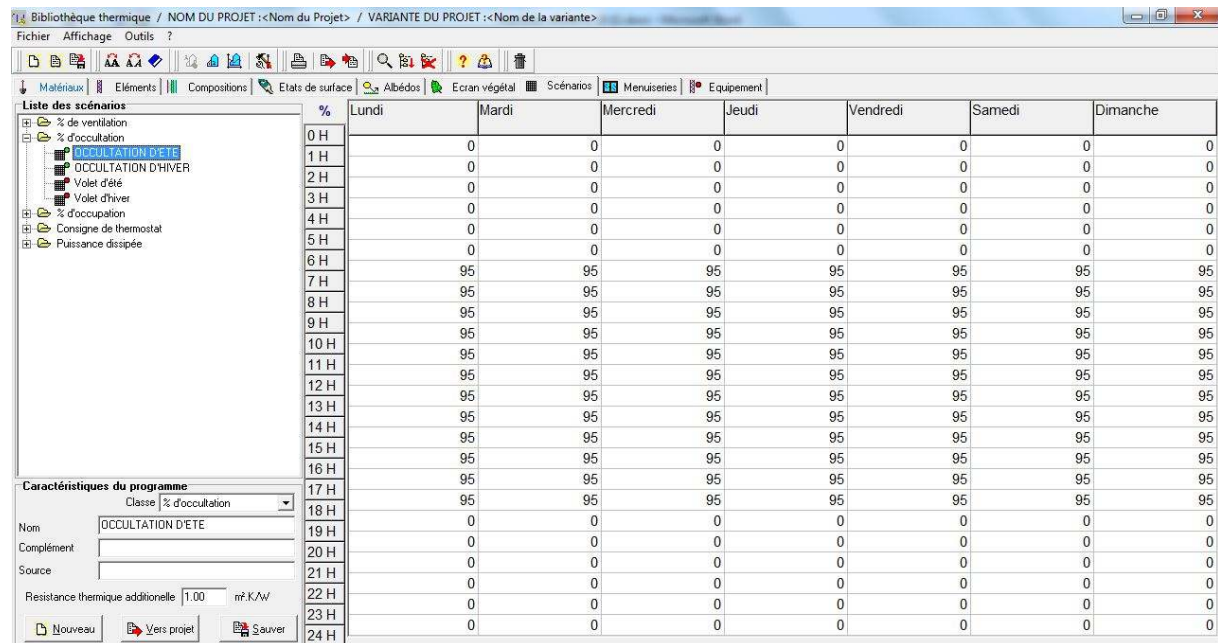 Bibliothèque thermique / NOM DU PROJET :<Nom du Projet> / VARIANTE DU PROJET :<Nom de la variante>
Fichier Affichage Outils ?
Matériaux Eléments Compositions Etats de surface Albédos Ecran végétal Scénarios Menuiseries Equipement
Liste des scénarios
% de ventilation
% d'occultation
OCCULTATION D'ETE
OCCULTATION D'HIVER
Volet d'été
Volet d'hiver
% d'occupation
Consigne de thermostat
Puissance dissipée
Caractéristiques du programme
Classe % d'occultation
Nom OCCULTATION D'ETE
Complément
Source
Resistance thermique additionelle 1.00 m².K/W
Nouveau Vers projet Sauver
% Lundi Mardi Mercredi Jeudi Vendredi Samedi Dimanche
0 H
0 0 0 0 0 0 0
1 H
0 0 0 0 0 0 0
2 H
0 0 0 0 0 0 0
3 H
0 0 0 0 0 0 0
4 H
0 0 0 0 0 0 0
5 H
0 0 0 0 0 0 0
6 H
95 95 95 95 95 95 95
7 H
95 95 95 95 95 95 95
8 H
95 95 95 95 95 95 95
9 H
95 95 95 95 95 95 95
10 H
95 95 95 95 95 95 95
11 H
95 95 95 95 95 95 95
12 H
95 95 95 95 95 95 95
13 H
95 95 95 95 95 95 95
14 H
95 95 95 95 95 95 95
15 H
95 95 95 95 95 95 95
16 H
95 95 95 95 95 95 95
17 H
95 95 95 95 95 95 95
18 H
0 0 0 0 0 0 0
19 H
0 0 0 0 0 0 0
20 H
0 0 0 0 0 0 0
21 H
0 0 0 0 0 0 0
22 H
0 0 0 0 0 0 0
23 H
0 0 0 0 0 0 0
24 H